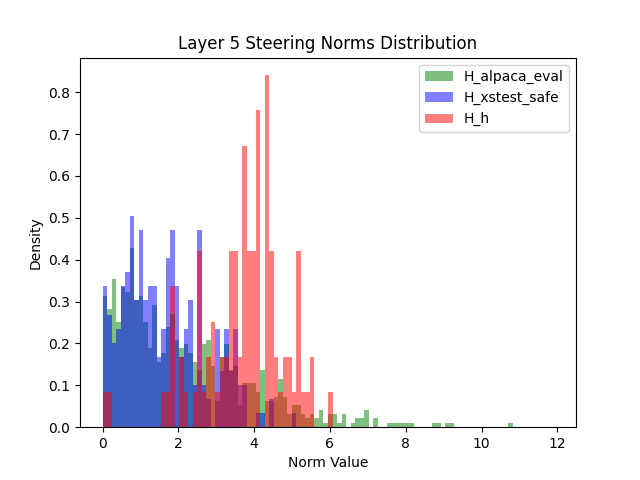 Layer 5 Steering Norms Distribution
H_alpaca_eval
H_xstest_safe
H_h
Density
0.8
0.7
0.6
0.5
0.4
0.3
0.2
0.1
0.0
0 2 4 6 8 10 12
Norm Value